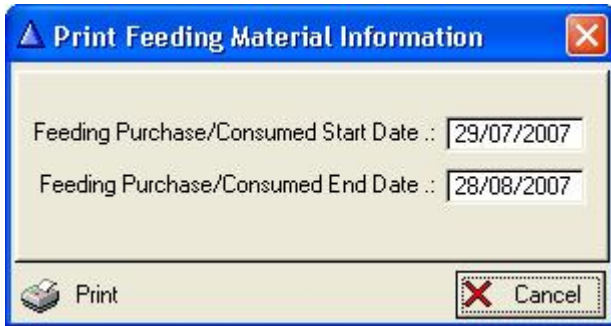 Print Feeding Material Information
Feeding Purchase/Consumed Start Date .: 29/07/2007
Feeding Purchase/Consumed End Date .: 28/08/2007
Print Cancel